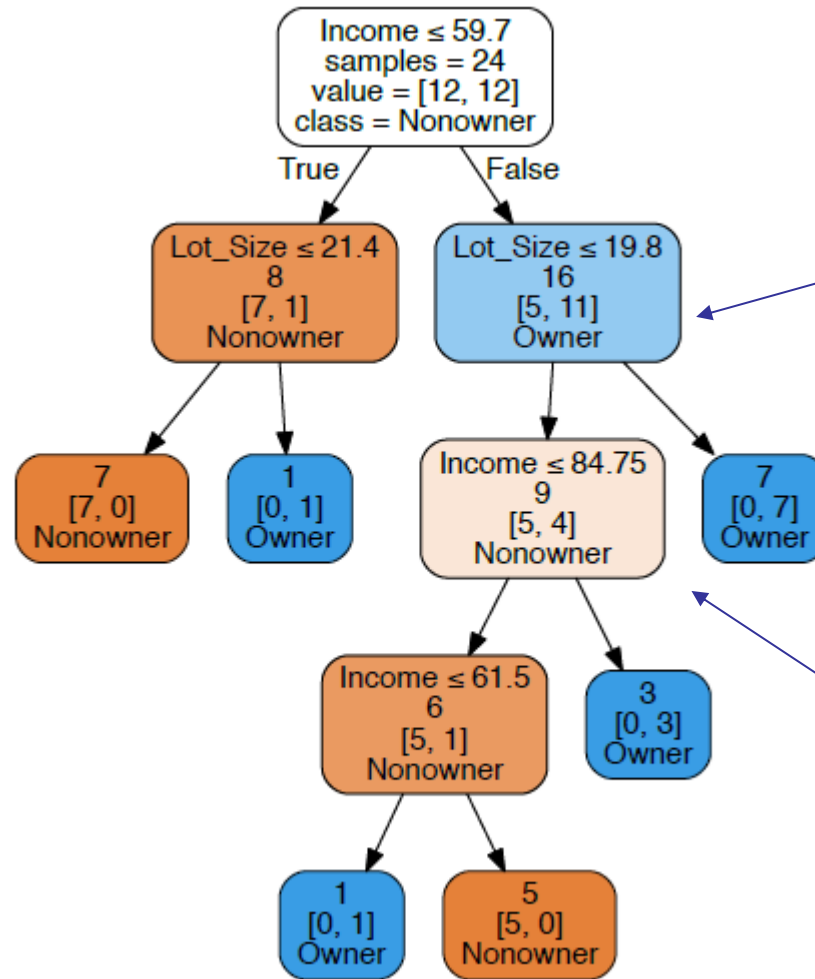 Income ≤ 59.7
samples = 24
value = [12, 12]
class = Nonowner
True
False
Lot_Size ≤ 21.4
8
[7, 1]
Nonowner
Lot_Size ≤ 19.8
16
[5, 11]
Owner
7
[7, 0]
Nonowner
1
[0, 1]
Owner
Income ≤ 84.75
9
[5, 4]
Nonowner
7
[0, 7]
Owner
Income ≤ 61.5
6
[5, 1]
Nonowner
3
[0, 3]
Owner
1
[0, 1]
Owner
5
[5, 0]
Nonowner